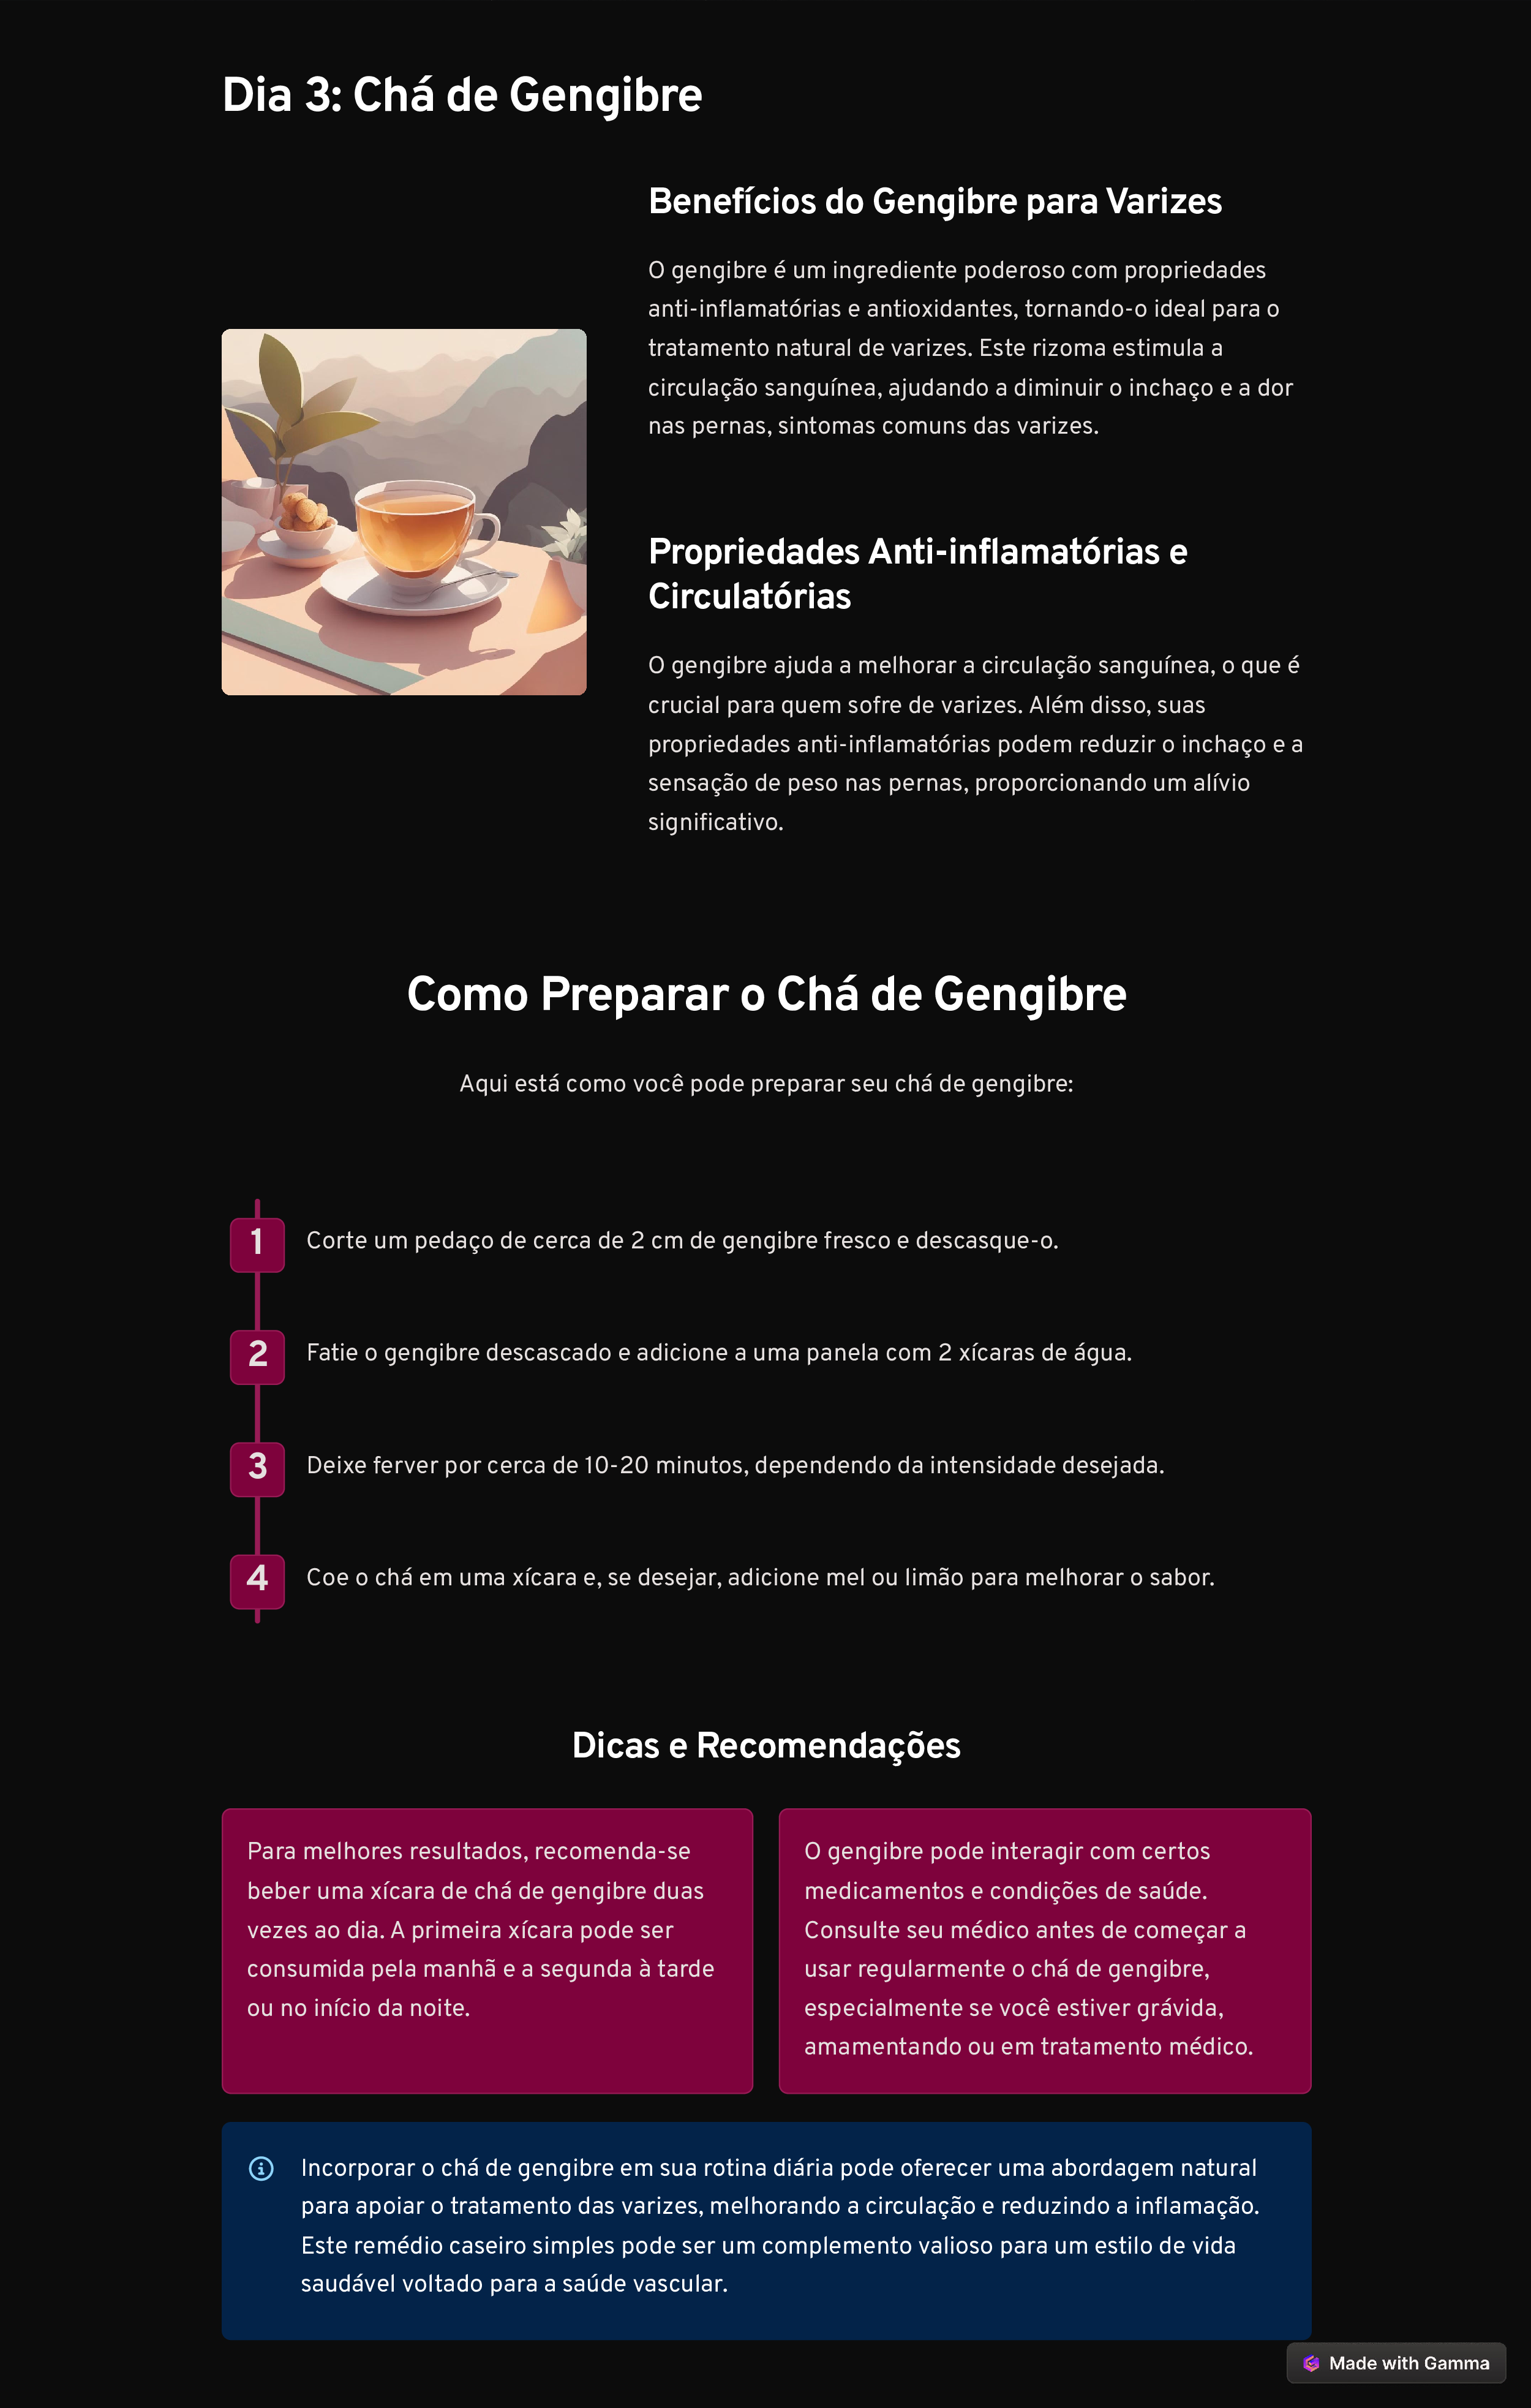 Dia 3: Chá de Gengibre
Benefícios do Gengibre para Varizes
O gengibre é um ingrediente poderoso com propriedades
anti-inflamatórias e antioxidantes, tornando-o ideal para o
tratamento natural de varizes. Este rizoma estimula a
circulação sanguínea, ajudando a diminuir o inchaço e a dor
nas pernas, sintomas comuns das varizes.
Propriedades Anti-inflamatórias e
Circulatórias
O gengibre ajuda a melhorar a circulação sanguínea, o que é
crucial para quem sofre de varizes. Além disso, suas
propriedades anti-inflamatórias podem reduzir o inchaço e a
sensação de peso nas pernas, proporcionando um alívio
significativo.
Como Preparar o Chá de Gengibre
Aqui está como você pode preparar seu chá de gengibre:
1 Corte um pedaço de cerca de 2 cm de gengibre fresco e descasque-o.
2 Fatie o gengibre descascado e adicione a uma panela com 2 xícaras de água.
3 Deixe ferver por cerca de 10-20 minutos, dependendo da intensidade desejada.
4 Coe o chá em uma xícara e, se desejar, adicione mel ou limão para melhorar o sabor.
Dicas e Recomendações
Para melhores resultados, recomenda-se
beber uma xícara de chá de gengibre duas
vezes ao dia. A primeira xícara pode ser
consumida pela manhã e a segunda à tarde
ou no início da noite.
O gengibre pode interagir com certos
medicamentos e condições de saúde.
Consulte seu médico antes de começar a
usar regularmente o chá de gengibre,
especialmente se você estiver grávida,
amamentando ou em tratamento médico.
Incorporar o chá de gengibre em sua rotina diária pode oferecer uma abordagem natural
para apoiar o tratamento das varizes, melhorando a circulação e reduzindo a inflamação.
Este remédio caseiro simples pode ser um complemento valioso para um estilo de vida
saudável voltado para a saúde vascular.
Made with Gamma